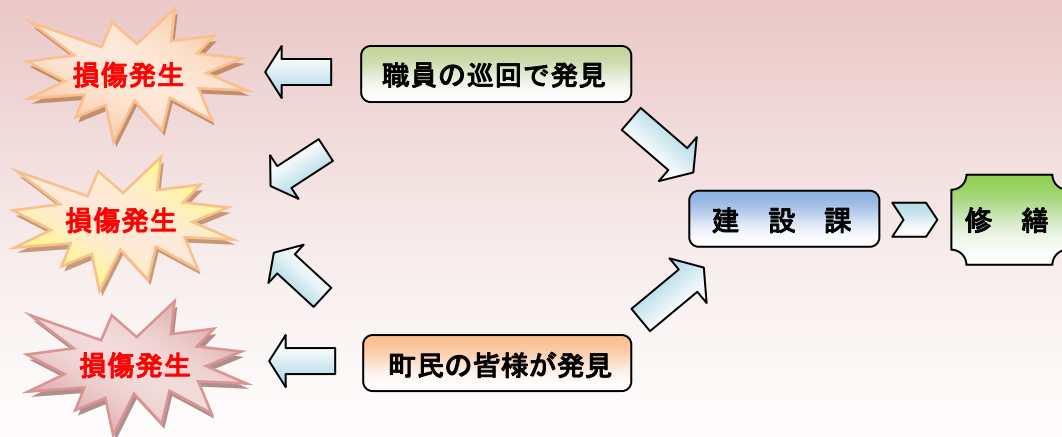 損傷発生
職員の巡回で発見
損傷発生
建　設　課
修　繕
損傷発生
町民の皆様が発見